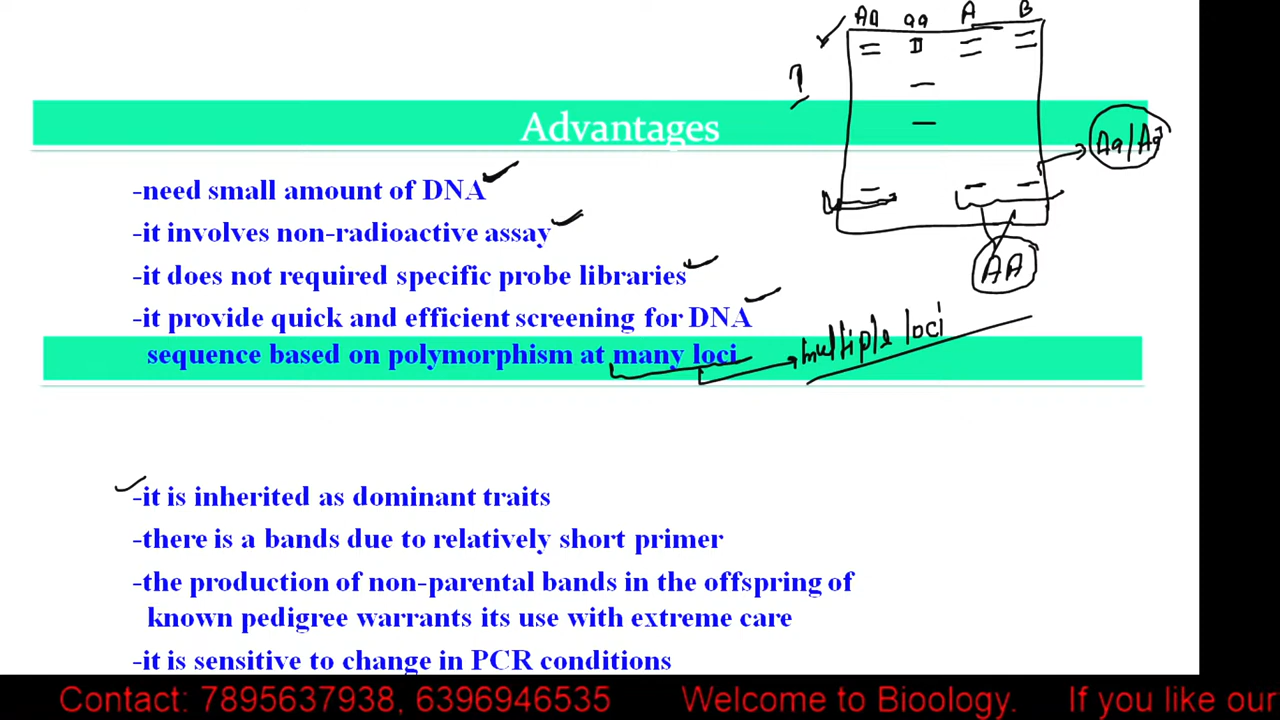 AA aa A B
Advantages
Aa/Aa
-need small amount of DNA
-it involves non-radioactive assay
AA
-it does not required specific probe libraries
-it provide quick and efficient screening for DNA
sequence based on polymorphism at many loci
multiple loci
-it is inherited as dominant traits
-there is a bands due to relatively short primer
-the production of non-parental bands in the offspring of
known pedigree warrants its use with extreme care
-it is sensitive to change in PCR conditions
Contact: 7895637938, 6396946535 Welcome to Bioology. If you like our